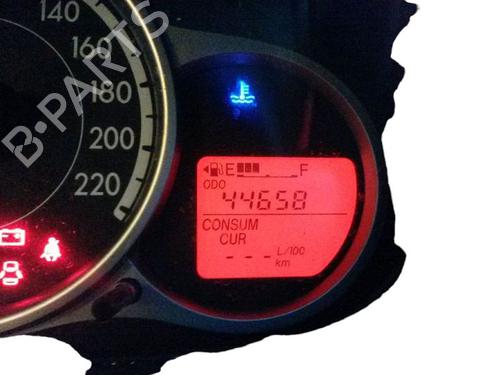 140
160
180
200
220
B-PARTS
E F
ODO
44658
CONSUM
CUR
--- L/100
km